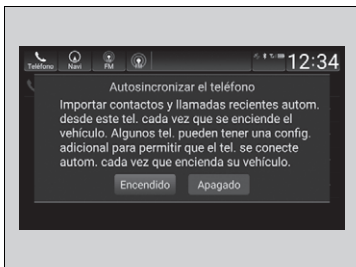 Teléfono Navi FM
12:34
Autosincronizar el teléfono
Importar contactos y llamadas recientes autom.
desde este tel. cada vez que se enciende el
vehículo. Algunos tel. pueden tener una config.
adicional para permitir que el tel. se conecte
autom. cada vez que encienda su vehículo.
Encendido Apagado